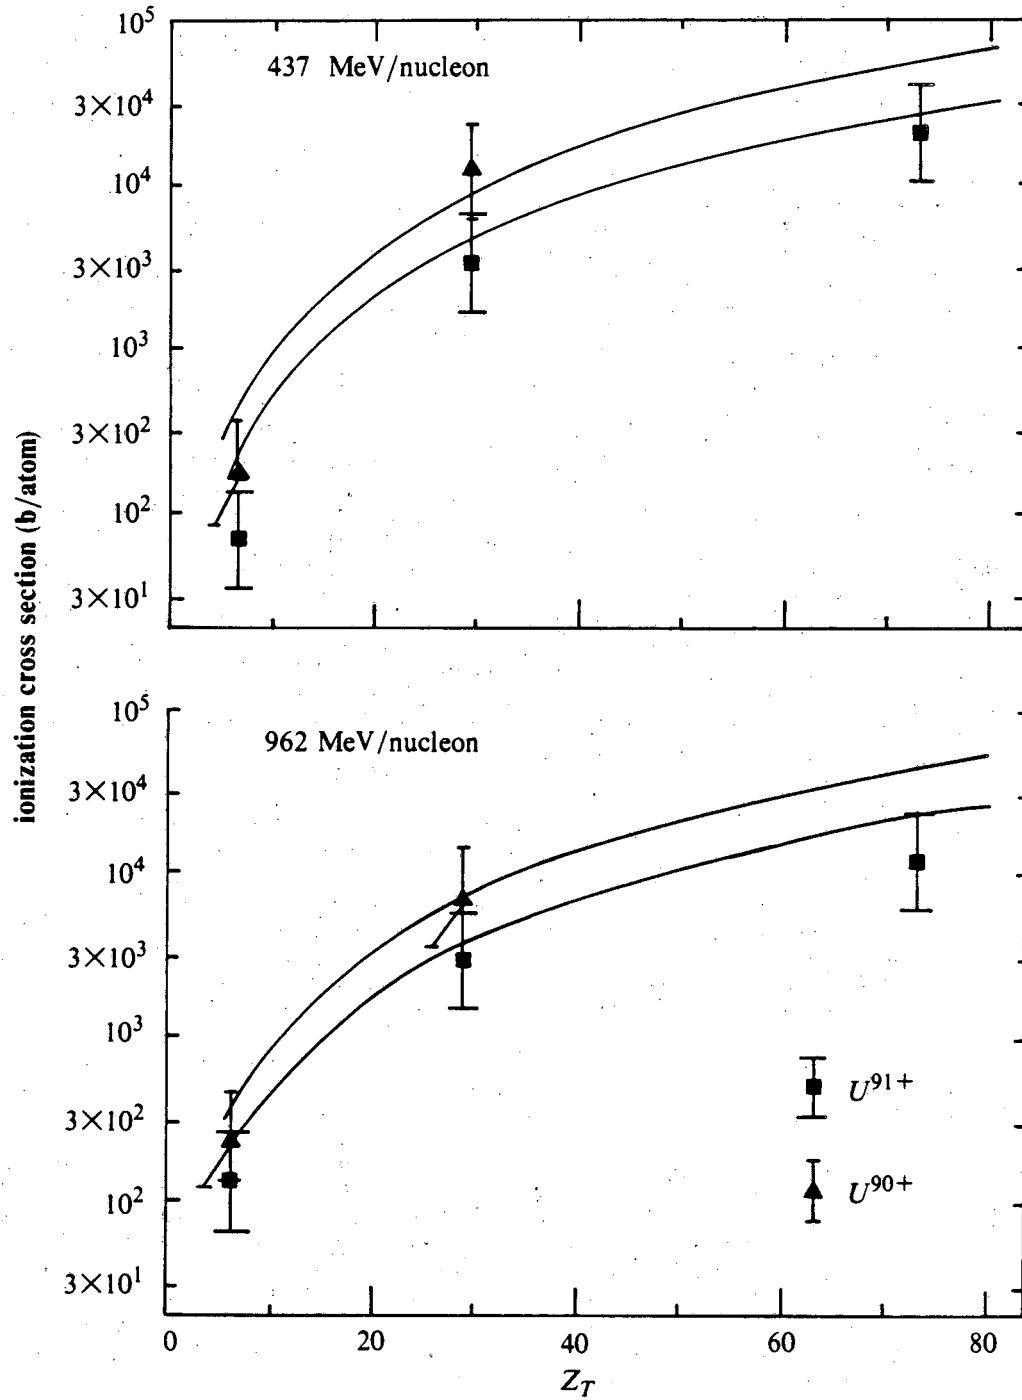 10⁵
437 MeV/nucleon
3×10⁴
10⁴
3×10³
10³
3×10²
10²
3×10¹
ionization cross section (b/atom)
10⁵
962 MeV/nucleon
3×10⁴
10⁴
3×10³
10³
U⁹¹⁺
3×10²
U⁹⁰⁺
10²
3×10¹
0 20 40 60 80
Z_T